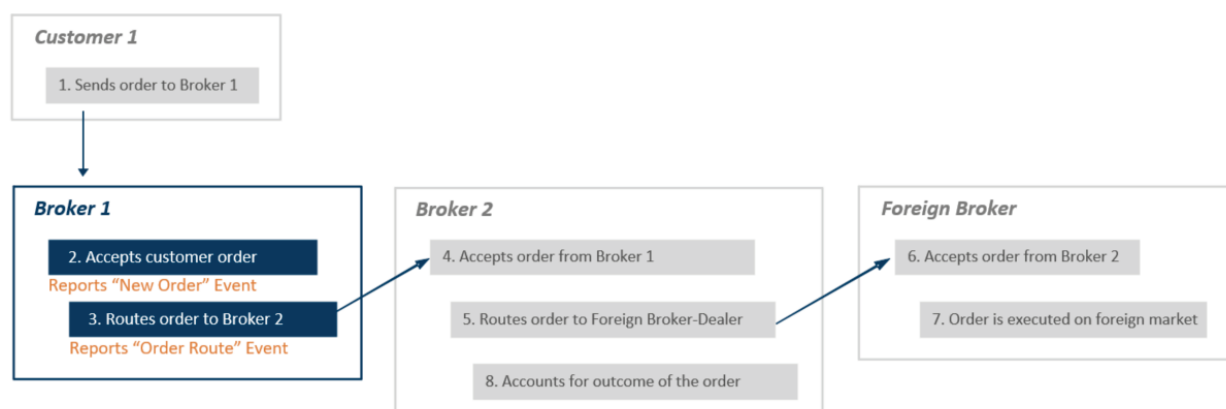 Customer 1
1. Sends order to Broker 1
Broker 1
2. Accepts customer order
Reports “New Order” Event
3. Routes order to Broker 2
Reports “Order Route” Event
Broker 2
4. Accepts order from Broker 1
5. Routes order to Foreign Broker-Dealer
8. Accounts for outcome of the order
Foreign Broker
6. Accepts order from Broker 2
7. Order is executed on foreign market